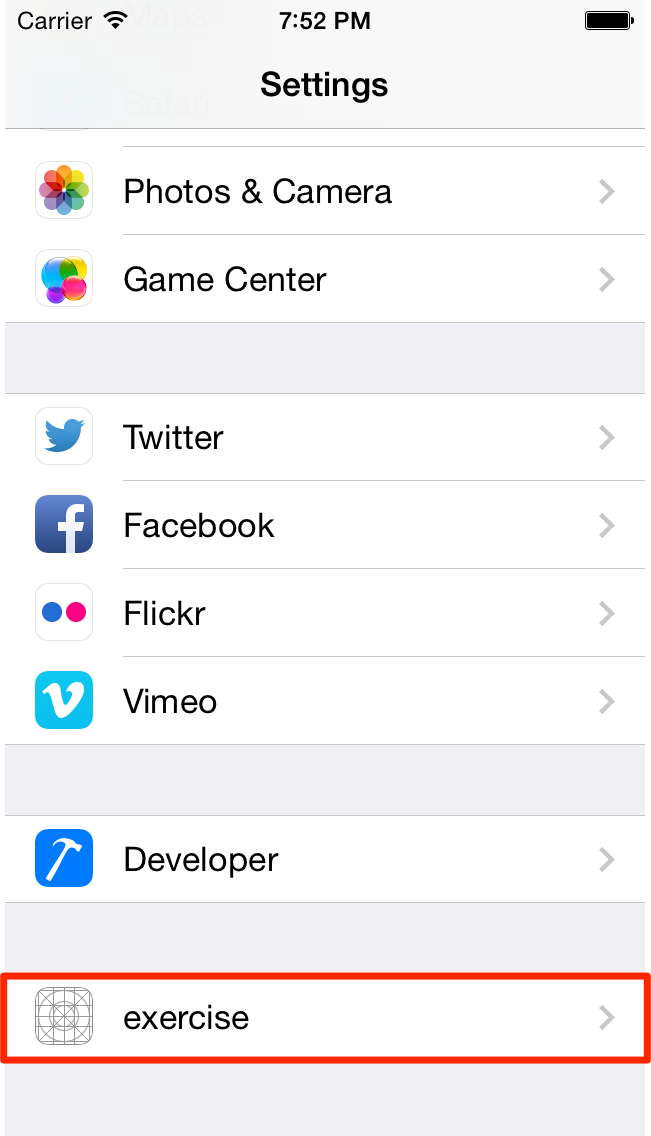 Carrier 7:52 PM
Maps
Settings
Safari
Photos & Camera
Game Center
Twitter
Facebook
Flickr
Vimeo
Developer
exercise